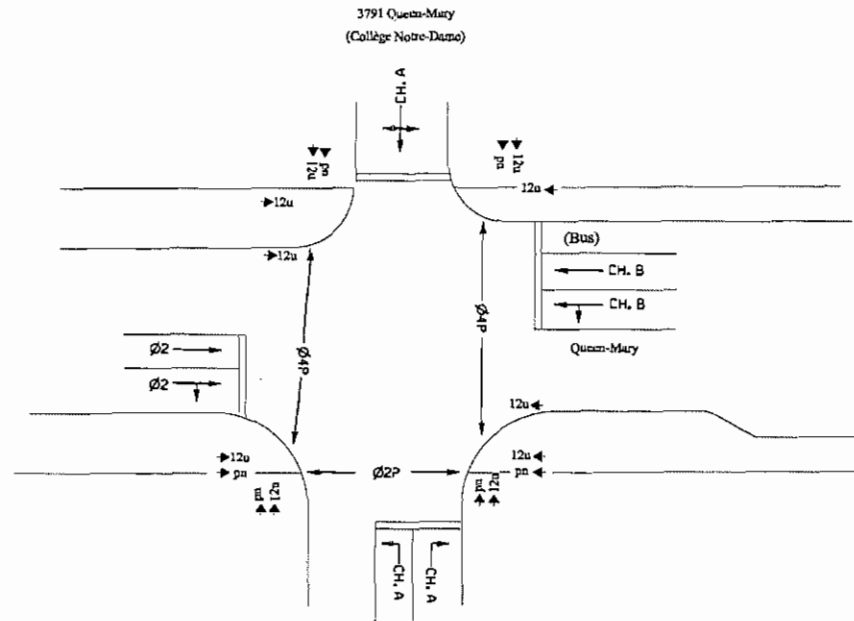 3791 Queen-Mary
(Collège Notre-Dame)
CH. A
pn
12u
12u
pn
12u
12u
12u
(Bus)
CH. B
CH. B
Queen-Mary
Ø4P
Ø4P
Ø2
Ø2
12u
12u
pn
12u
pn
Ø2P
pn
12u
12u
pn
CH. A
CH. A